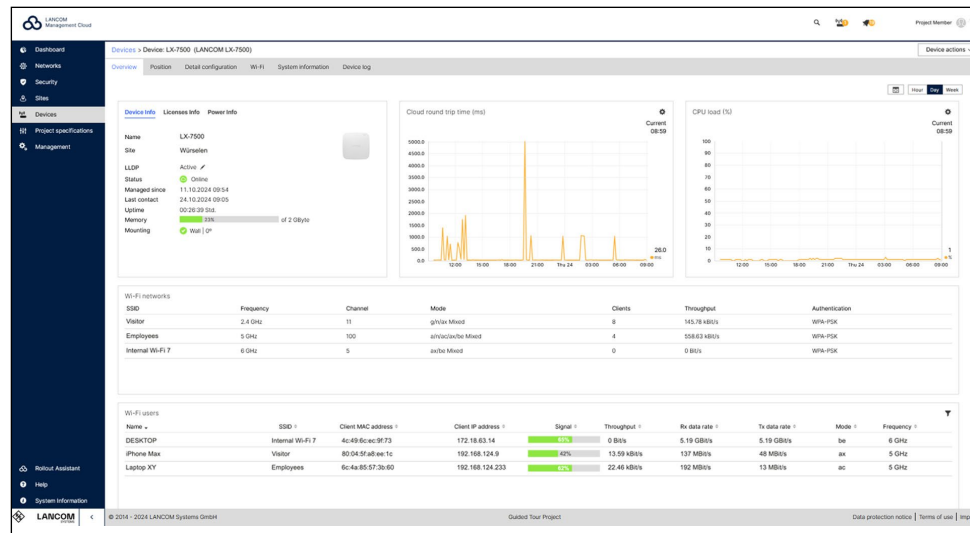 LANCOM
Management Cloud
Project Member
Dashboard
Networks
Security
Sites
Devices
Project specifications
Management
Rollout Assistant
Help
System Information
LANCOM
SYSTEMS
Devices > Device: LX-7500 (LANCOM LX-7500)
Device actions
Overview Position Detail configuration Wi-Fi System information Device log
Hour Day Week
Device Info Licenses Info Power Info
Name LX-7500
Site Würselen
LLDP Active
Status Online
Managed since 11.10.2024 09:54
Last contact 24.10.2024 09:05
Uptime 00:26:39 Std.
Memory 33% of 2 GByte
Mounting Wall | 0°
Cloud round trip time (ms)
Current
08:59
5000.0
4500.0
4000.0
3500.0
3000.0
2500.0
2000.0
1500.0
1000.0
500.0
0.0
26.0
ms
12:00 15:00 18:00 21:00 Thu 24 03:00 06:00 09:00
CPU load (%)
Current
08:59
100
90
80
70
60
50
40
30
20
10
0
1
%
12:00 15:00 18:00 21:00 Thu 24 03:00 06:00 09:00
Wi-Fi networks
SSID Frequency Channel Mode Clients Throughput Authentication
Visitor 2.4 GHz 11 g/n/ax Mixed 8 145.78 kBit/s WPA-PSK
Employees 5 GHz 100 a/n/ac/ax/be Mixed 4 558.63 kBit/s WPA-PSK
Internal Wi-Fi 7 6 GHz 5 ax/be Mixed 0 0 Bit/s WPA-PSK
Wi-Fi users
Name SSID Client MAC address Client IP address Signal Throughput Rx data rate Tx data rate Mode Frequency
DESKTOP Internal Wi-Fi 7 4c:49:6c:ec:9f:73 172.18.63.14 0 Bit/s 5.19 GBit/s 5.19 GBit/s be 6 GHz
iPhone Max Visitor 80:04:5f:a8:ee:1c 192.168.124.9 42% 13.59 kBit/s 137 MBit/s 48 MBit/s ax 5 GHz
Laptop XY Employees 6c:4a:85:57:3b:60 192.168.124.233 22.46 kBit/s 192 MBit/s 13 MBit/s ac 5 GHz
© 2014 - 2024 LANCOM Systems GmbH Guided Tour Project Data protection notice | Terms of use | Imp